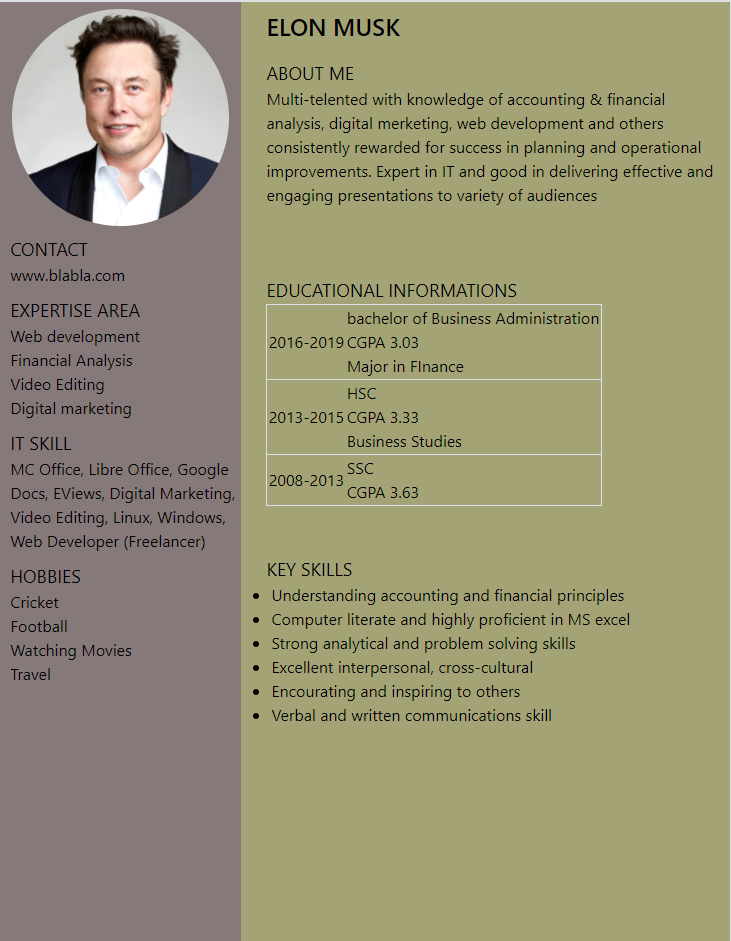 ELON MUSK
ABOUT ME
Multi-telented with knowledge of accounting & financial
analysis, digital merketing, web development and others
consistently rewarded for success in planning and operational
improvements. Expert in IT and good in delivering effective and
engaging presentations to variety of audiences
CONTACT
www.blabla.com
EXPERTISE AREA
Web development
Financial Analysis
Video Editing
Digital marketing
IT SKILL
MC Office, Libre Office, Google
Docs, EViews, Digital Marketing,
Video Editing, Linux, Windows,
Web Developer (Freelancer)
HOBBIES
Cricket
Football
Watching Movies
Travel
EDUCATIONAL INFORMATIONS
bachelor of Business Administration
2016-2019 CGPA 3.03
Major in FInance
HSC
2013-2015 CGPA 3.33
Business Studies
SSC
2008-2013
CGPA 3.63
KEY SKILLS
• Understanding accounting and financial principles
• Computer literate and highly proficient in MS excel
• Strong analytical and problem solving skills
• Excellent interpersonal, cross-cultural
• Encourating and inspiring to others
• Verbal and written communications skill